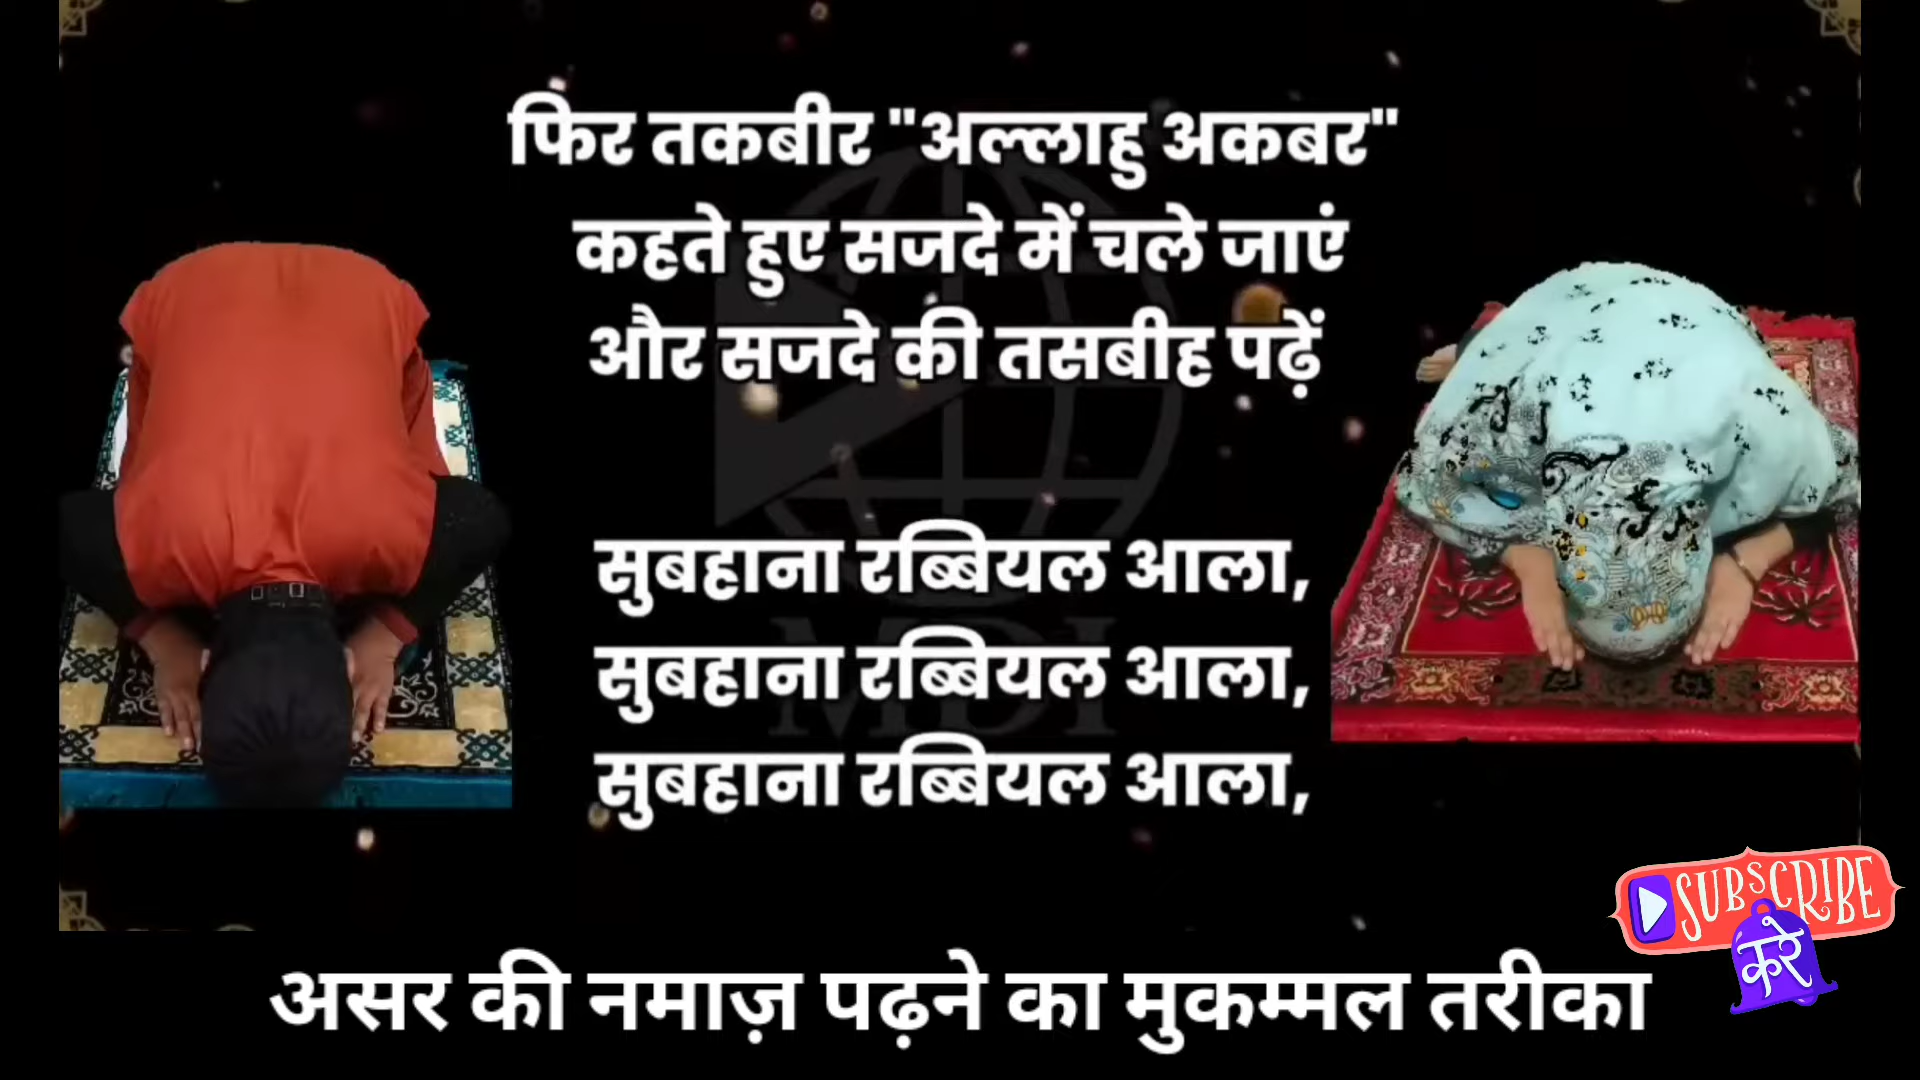 फिर तकबीर "अल्लाहु अकबर"
कहते हुए सजदे में चले जाएं
और सजदे की तसबीह पढ़ें
सुबहाना रब्बियल आला,
सुबहाना रब्बियल आला,
सुबहाना रब्बियल आला,
MDI
SUBSCRIBE
करे
असर की नमाज़ पढ़ने का मुकम्मल तरीका